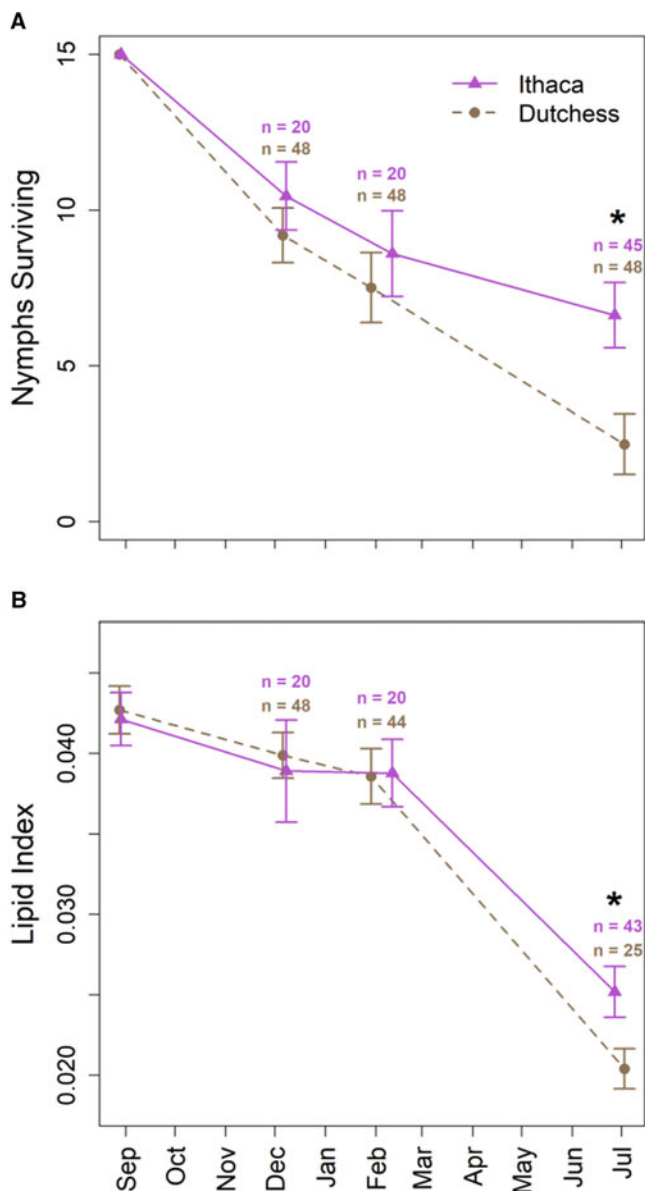 A
Nymphs Surviving
15
10
5
0
Ithaca
Dutchess
n = 20
n = 48
n = 20
n = 48
*
n = 45
n = 48
B
Lipid Index
0.040
0.030
0.020
n = 20
n = 48
n = 20
n = 44
*
n = 43
n = 25
Sep Oct Nov Dec Jan Feb Mar Apr May Jun Jul